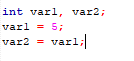 int var1, var2;
var1 = 5;
var2 = var1;